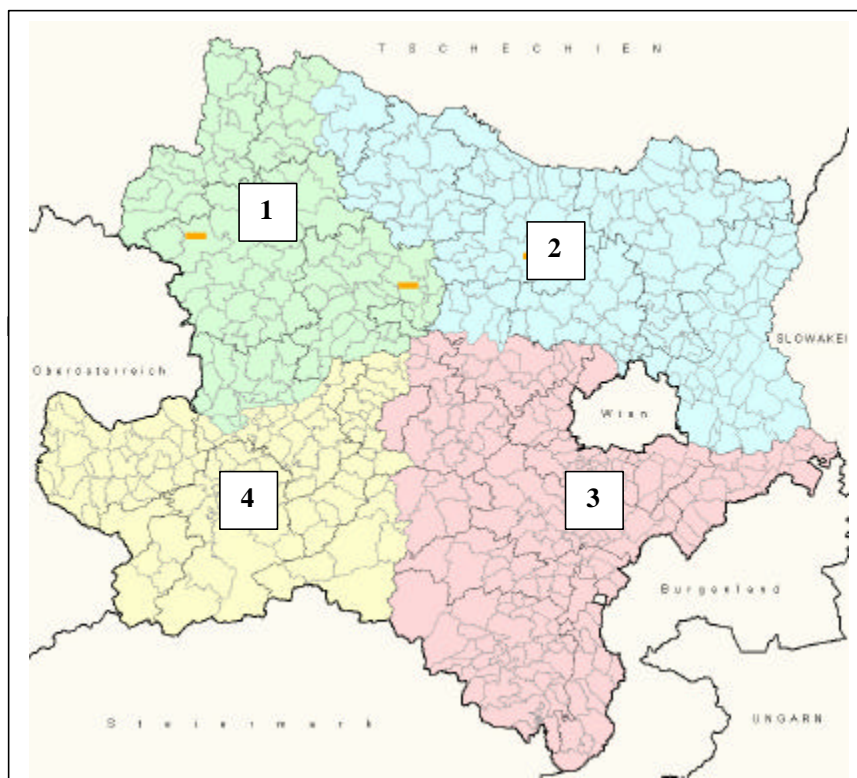 TSCHECHIEN
1
2
SLOWAKEI
Oberösterreich
Wien
4
3
Burgenland
Steiermark
UNGARN